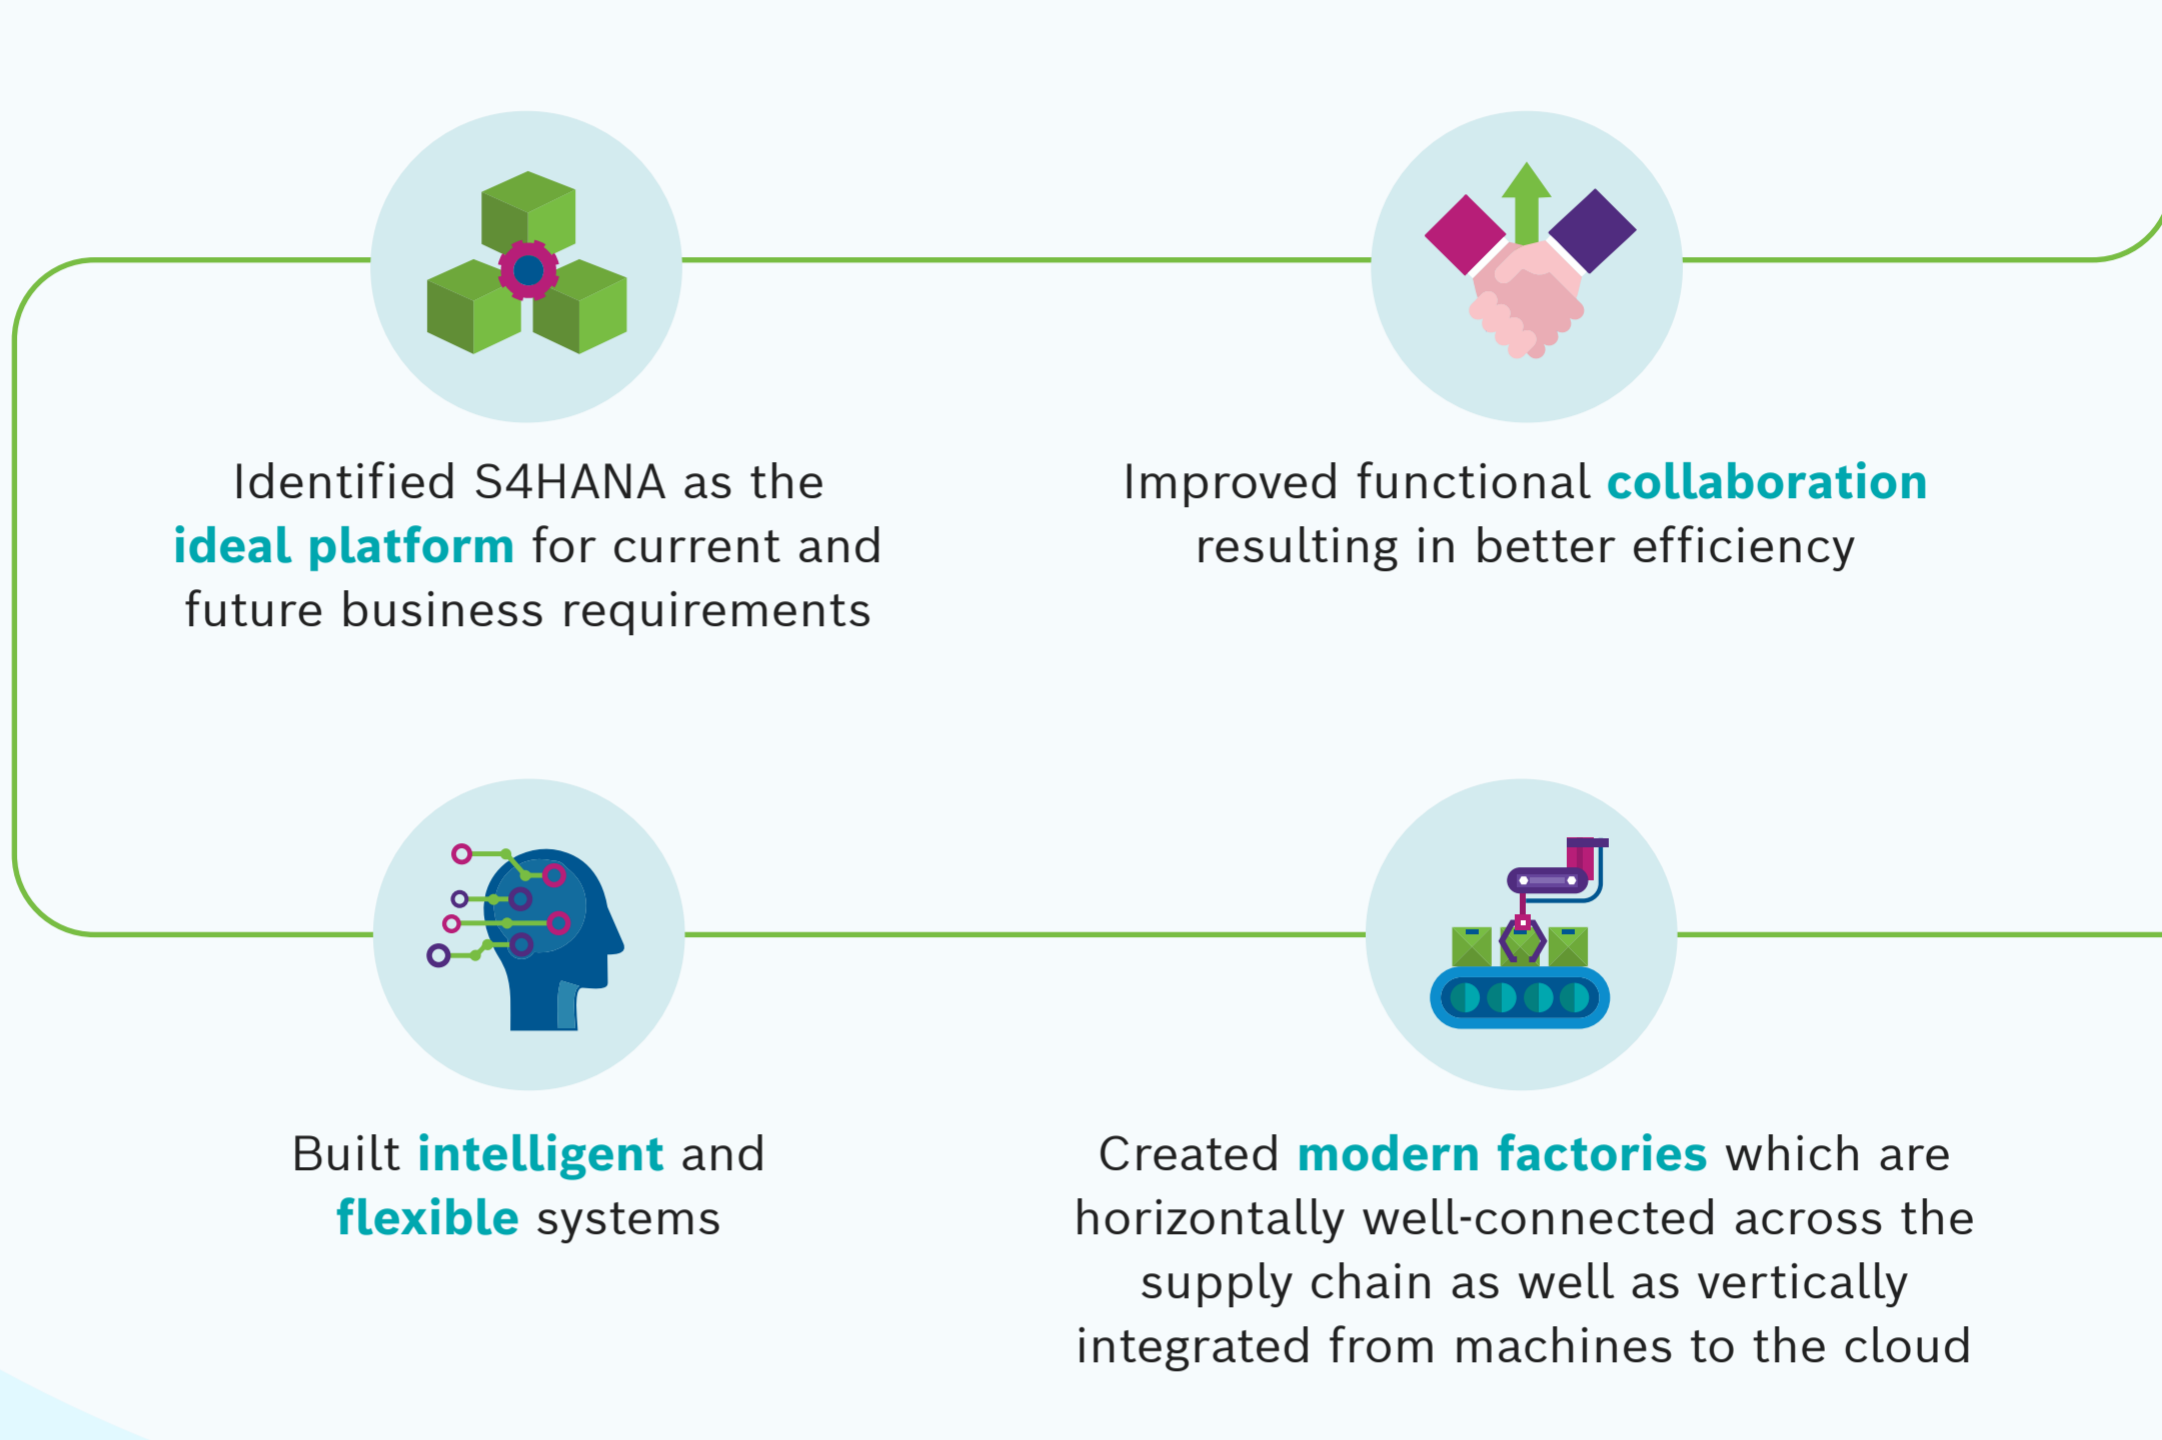 Identified S4HANA as the
ideal platform for current and
future business requirements
Improved functional collaboration
resulting in better efficiency
Built intelligent and
flexible systems
Created modern factories which are
horizontally well-connected across the
supply chain as well as vertically
integrated from machines to the cloud